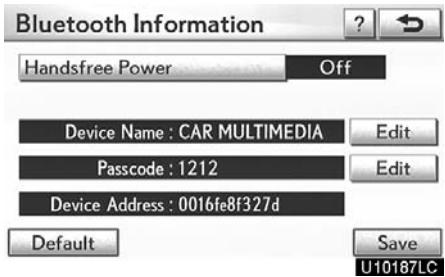 Bluetooth Information ?
Handsfree Power Off
Device Name : CAR MULTIMEDIA Edit
Passcode : 1212 Edit
Device Address : 0016fe8f327d
Default Save
U10187LC